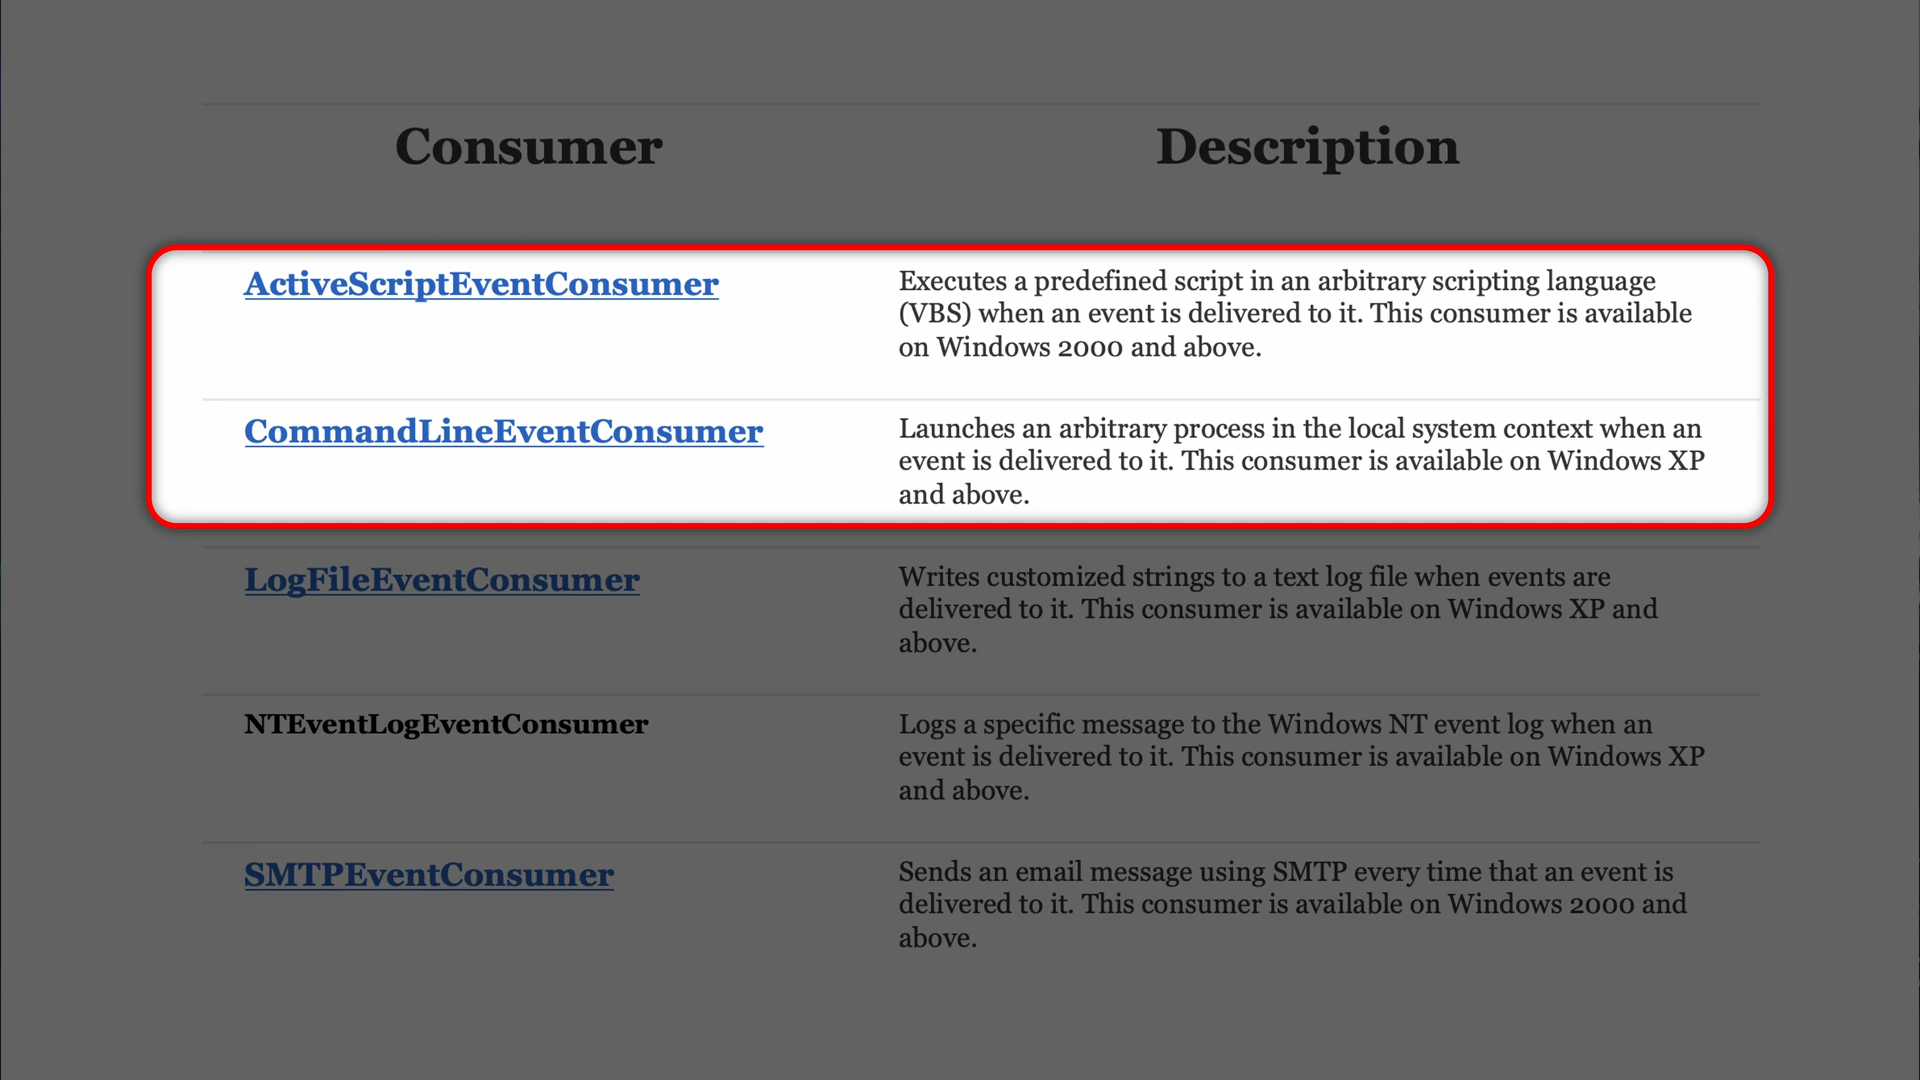 Consumer Description
ActiveScriptEventConsumer
Executes a predefined script in an arbitrary scripting language
(VBS) when an event is delivered to it. This consumer is available
on Windows 2000 and above.
CommandLineEventConsumer
Launches an arbitrary process in the local system context when an
event is delivered to it. This consumer is available on Windows XP
and above.
LogFileEventConsumer
Writes customized strings to a text log file when events are
delivered to it. This consumer is available on Windows XP and
above.
NTEventLogEventConsumer
Logs a specific message to the Windows NT event log when an
event is delivered to it. This consumer is available on Windows XP
and above.
SMTPEventConsumer
Sends an email message using SMTP every time that an event is
delivered to it. This consumer is available on Windows 2000 and
above.